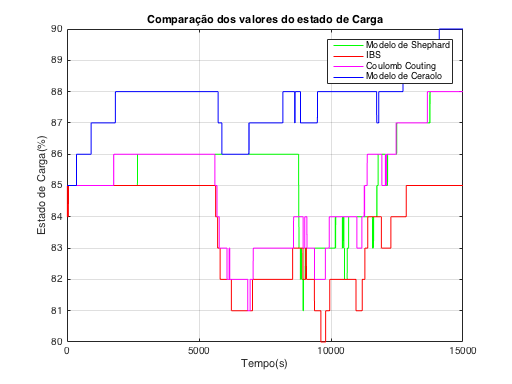 Comparação dos valores do estado de Carga
90
89
88
87
86
85
84
83
82
81
80
Estado de Carga(%)
Modelo de Shephard
IBS
Coulomb Couting
Modelo de Ceraolo
0
5000
10000
15000
Tempo(s)